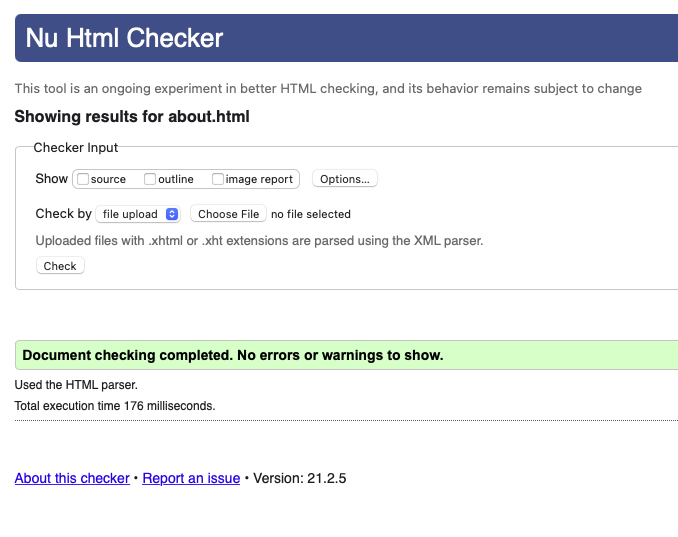 Nu Html Checker
This tool is an ongoing experiment in better HTML checking, and its behavior remains subject to change
Showing results for about.html
Checker Input
Show source outline image report Options...
Check by file upload Choose File no file selected
Uploaded files with .xhtml or .xht extensions are parsed using the XML parser.
Check
Document checking completed. No errors or warnings to show.
Used the HTML parser.
Total execution time 176 milliseconds.
About this checker • Report an issue • Version: 21.2.5